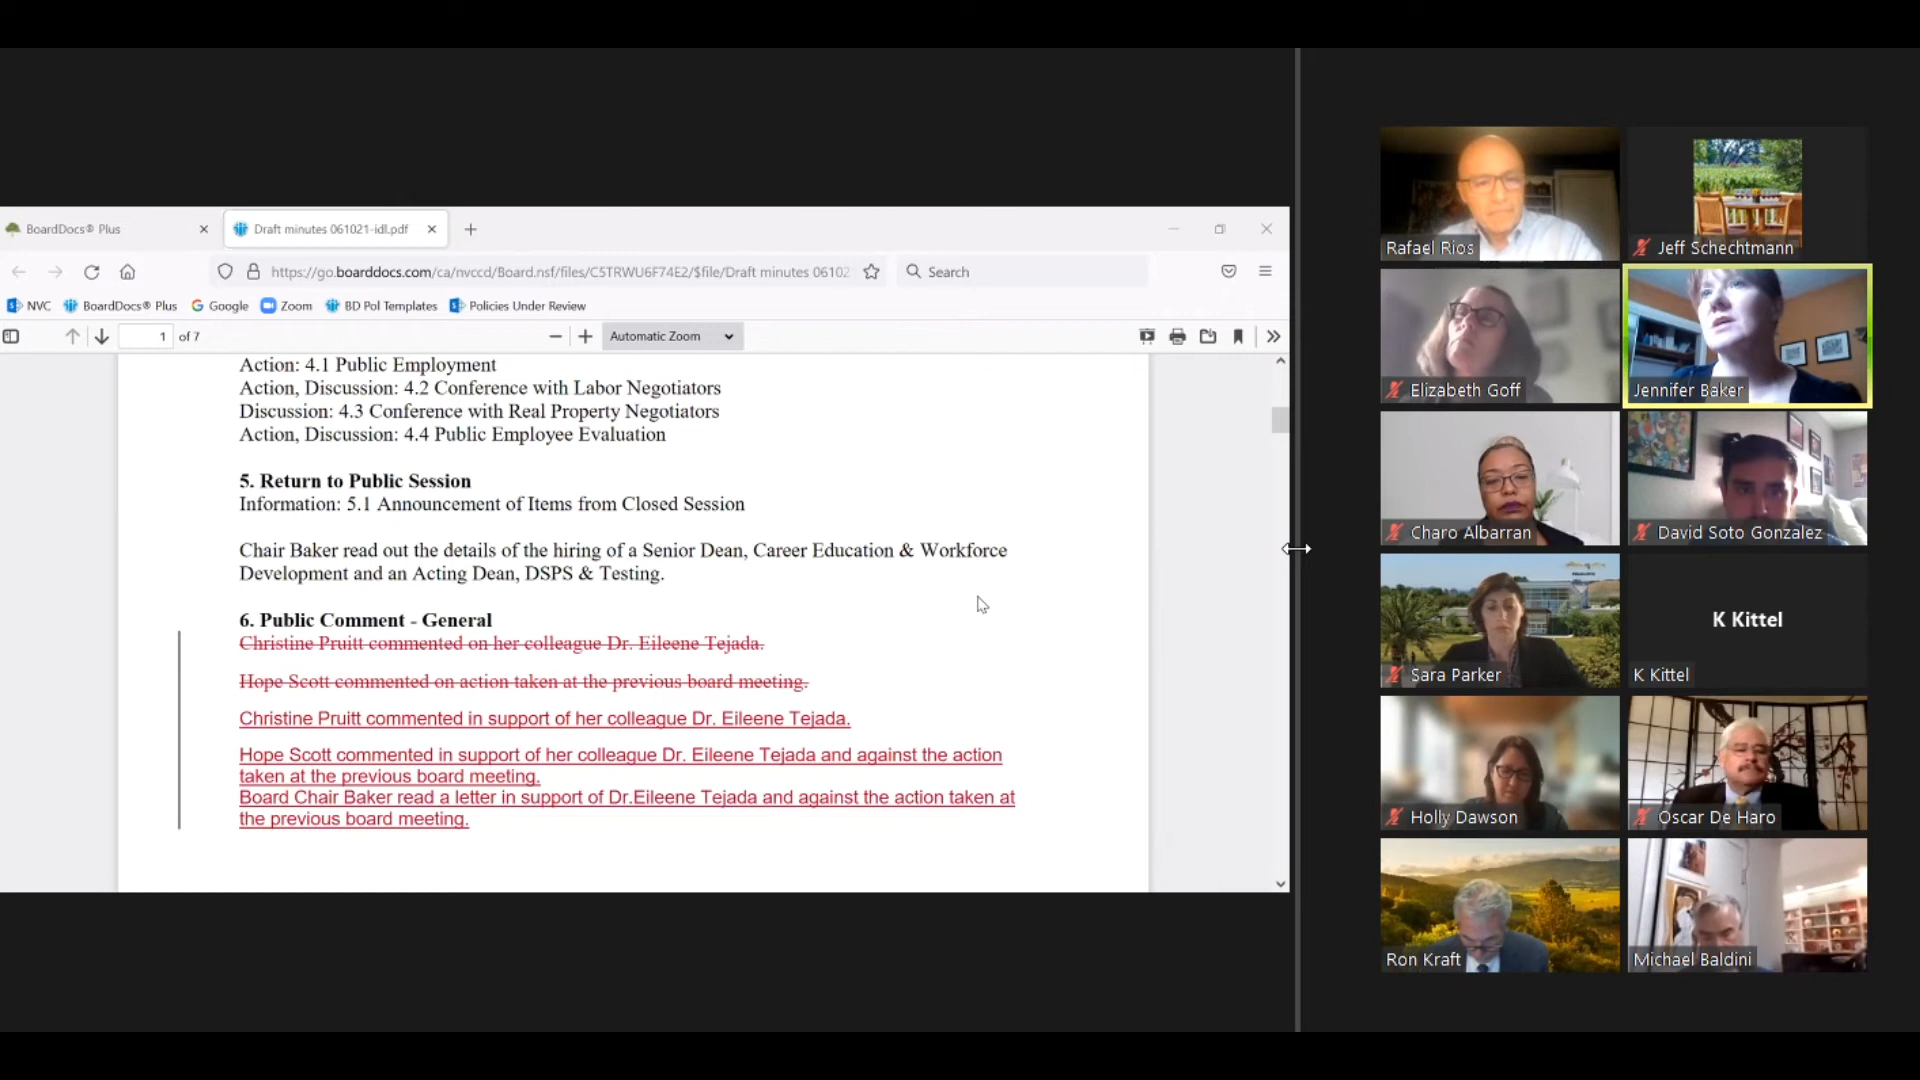 BoardDocs® Plus
Draft minutes 061021-idl.pdf
https://go.boarddocs.com/ca/nvccd/Board.nsf/files/C5TRWU6F74E2/$file/Draft minutes 06102
Search
NVC
BoardDocs® Plus
Google
Zoom
BD Pol Templates
Policies Under Review
1 of 7
Automatic Zoom
Action: 4.1 Public Employment
Action, Discussion: 4.2 Conference with Labor Negotiators
Discussion: 4.3 Conference with Real Property Negotiators
Action, Discussion: 4.4 Public Employee Evaluation
5. Return to Public Session
Information: 5.1 Announcement of Items from Closed Session
Chair Baker read out the details of the hiring of a Senior Dean, Career Education & Workforce
Development and an Acting Dean, DSPS & Testing.
6. Public Comment - General
Christine Pruitt commented on her colleague Dr. Eileene Tejada.
Hope Scott commented on action taken at the previous board meeting.
Christine Pruitt commented in support of her colleague Dr. Eileene Tejada.
Hope Scott commented in support of her colleague Dr. Eileene Tejada and against the action
taken at the previous board meeting.
Board Chair Baker read a letter in support of Dr.Eileene Tejada and against the action taken at
the previous board meeting.
Rafael Rios
Jeff Schechtmann
Elizabeth Goff
Jennifer Baker
Charo Albarran
David Soto Gonzalez
Sara Parker
K Kittel
K Kittel
Holly Dawson
Oscar De Haro
Ron Kraft
Michael Baldini